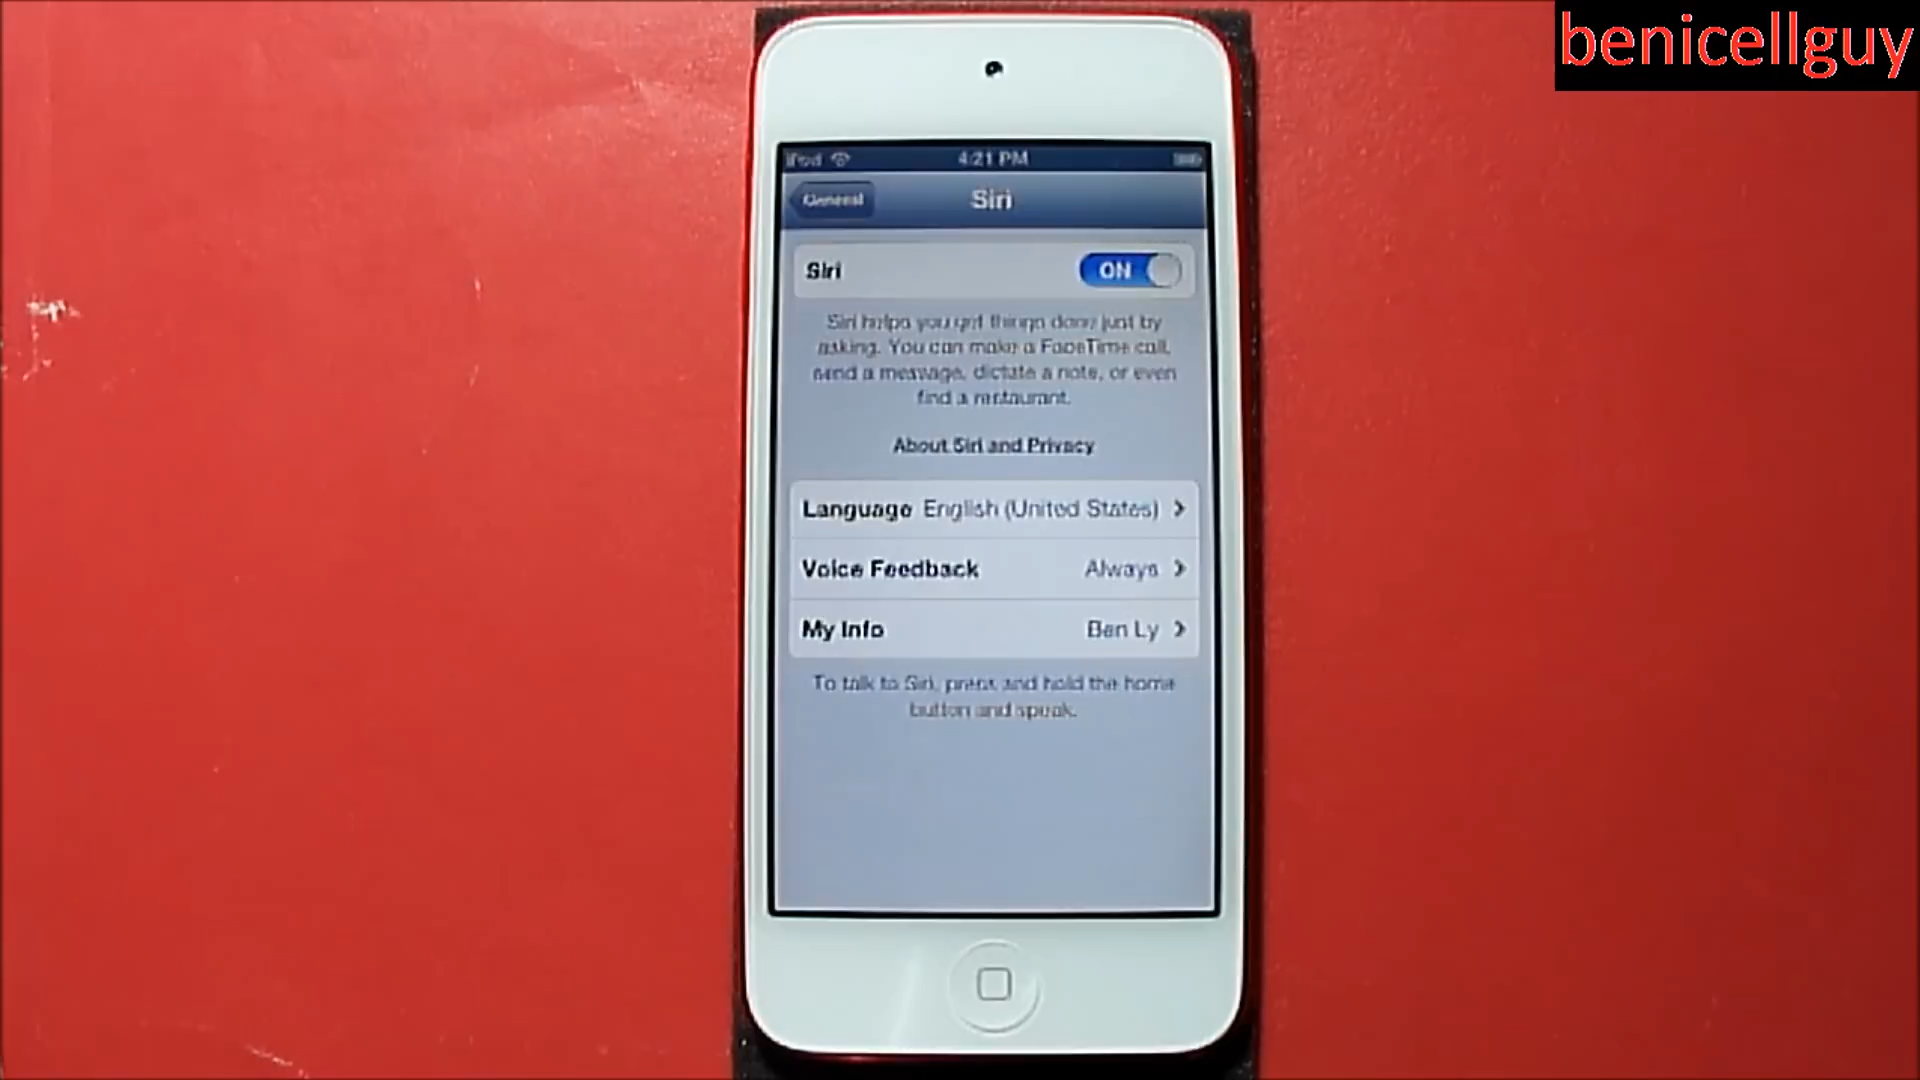 benicellguy
iPod 4:21 PM
General Siri
Siri ON
Siri helps you get things done just by
asking. You can make a FaceTime call,
send a message, dictate a note, or even
find a restaurant.
About Siri and Privacy
Language English (United States)
Voice Feedback Always
My Info Ben Ly
To talk to Siri, press and hold the home
button and speak.